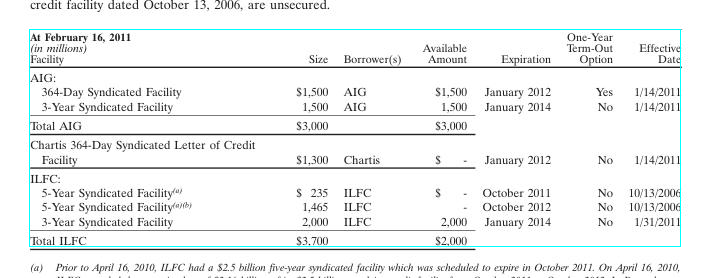 credit facility dated October 13, 2006, are unsecured.
At February 16, 2011 One-Year
(in millions) Available Term-Out Effective
Facility Size Borrower(s) Amount Expiration Option Date
AIG:
364-Day Syndicated Facility $1,500 AIG $1,500 January 2012 Yes 1/14/2011
3-Year Syndicated Facility 1,500 AIG 1,500 January 2014 No 1/14/2011
Total AIG $3,000 $3,000
Chartis 364-Day Syndicated Letter of Credit
Facility $1,300 Chartis $ - January 2012 No 1/14/2011
ILFC:
5-Year Syndicated Facility(a) $ 235 ILFC $ - October 2011 No 10/13/2006
5-Year Syndicated Facility(a)(b) 1,465 ILFC - October 2012 No 10/13/2006
3-Year Syndicated Facility 2,000 ILFC 2,000 January 2014 No 1/31/2011
Total ILFC $3,700 $2,000
(a) Prior to April 16, 2010, ILFC had a $2.5 billion five-year syndicated facility which was scheduled to expire in October 2011. On April 16, 2010,